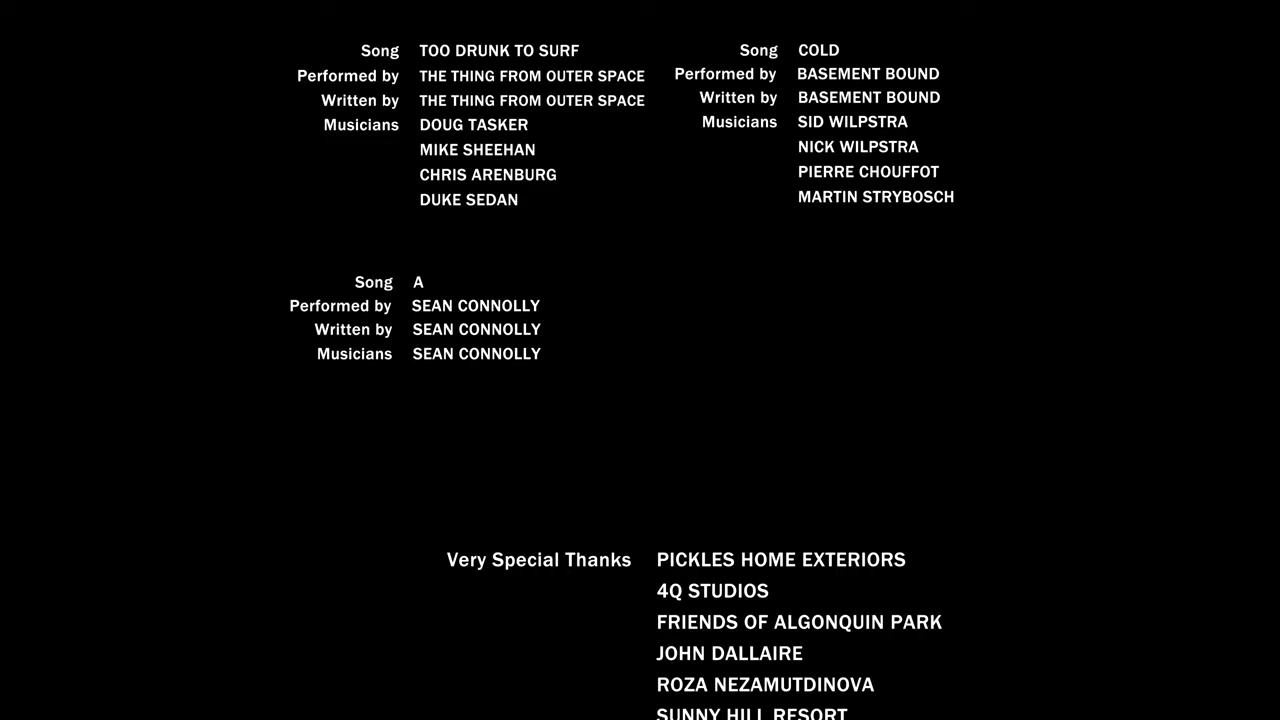 Song TOO DRUNK TO SURF
Performed by THE THING FROM OUTER SPACE
Written by THE THING FROM OUTER SPACE
Musicians DOUG TASKER
MIKE SHEEHAN
CHRIS ARENBURG
DUKE SEDAN
Song COLD
Performed by BASEMENT BOUND
Written by BASEMENT BOUND
Musicians SID WILPSTRA
NICK WILPSTRA
PIERRE CHOUFFOT
MARTIN STRYBOSCH
Song A
Performed by SEAN CONNOLLY
Written by SEAN CONNOLLY
Musicians SEAN CONNOLLY
Very Special Thanks PICKLES HOME EXTERIORS
4Q STUDIOS
FRIENDS OF ALGONQUIN PARK
JOHN DALLAIRE
ROZA NEZAMUTDINOVA
SUNNY HILL RESORT